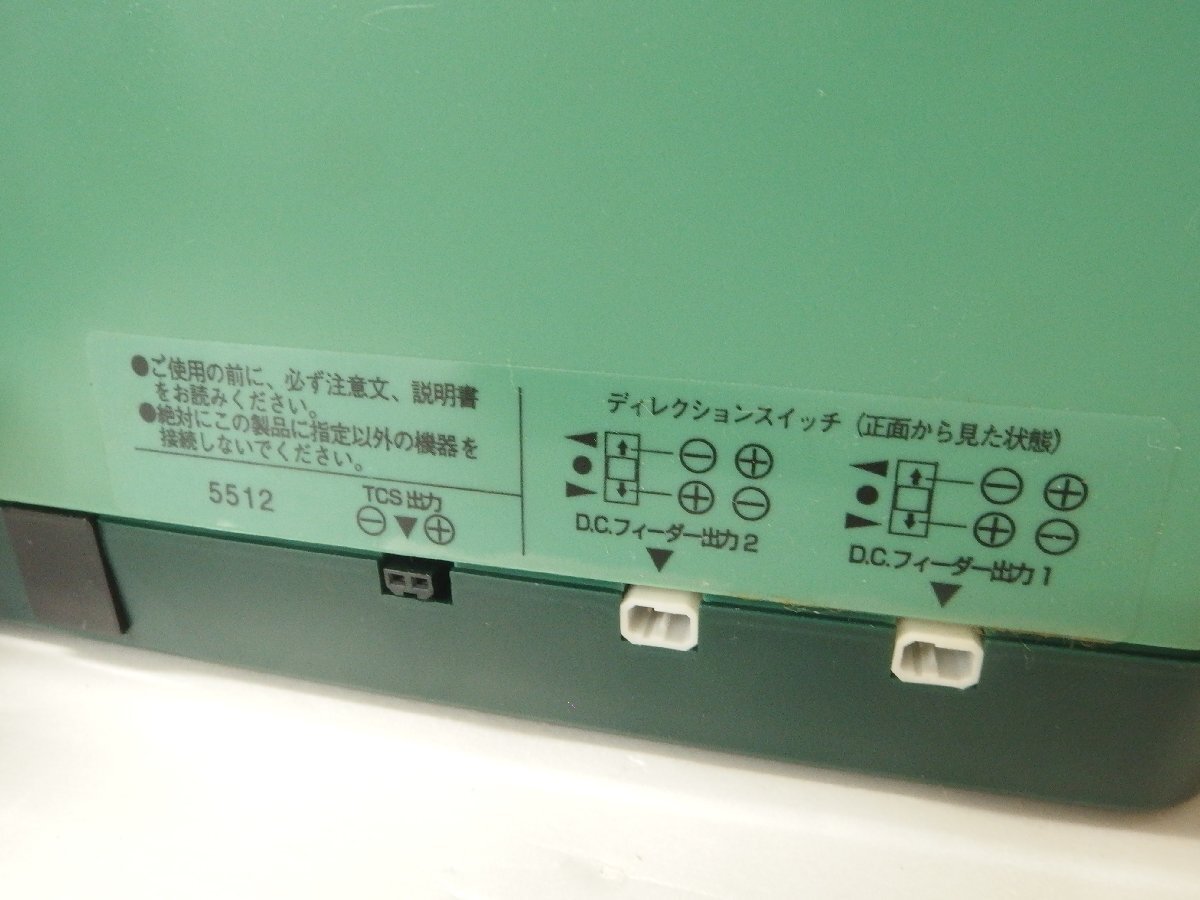 ●ご使用の前に、必ず注意文、説明書
をお読みください。
●絶対にこの製品に指定以外の機器を
接続しないでください。
5512
TCS出力
⊖▼⊕
ディレクションスイッチ（正面から見た状態）
◀ ↑ ⊖ ⊕
●
▶ ↓ ⊕ ⊖
D.C.フィーダー出力2
▼
◀ ↑ ⊖ ⊕
●
▶ ↓ ⊕ ⊖
D.C.フィーダー出力1
▼